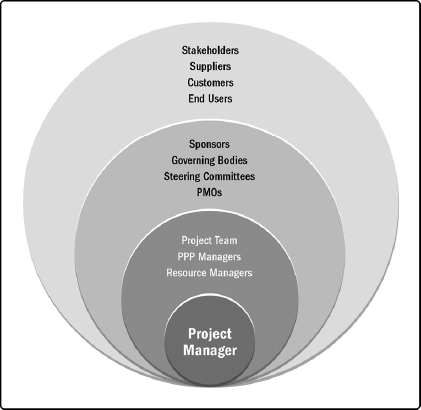 Stakeholders
Suppliers
Customers
End Users
Sponsors
Governing Bodies
Steering Committees
PMOs
Project Team
PPP Managers
Resource Managers
Project
Manager